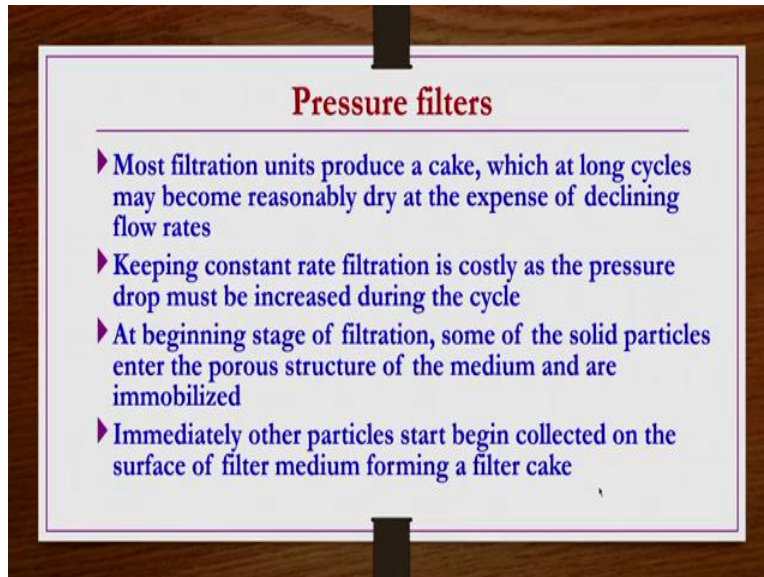 Pressure filters
Most filtration units produce a cake, which at long cycles
may become reasonably dry at the expense of declining
flow rates
Keeping constant rate filtration is costly as the pressure
drop must be increased during the cycle
At beginning stage of filtration, some of the solid particles
enter the porous structure of the medium and are
immobilized
Immediately other particles start begin collected on the
surface of filter medium forming a filter cake